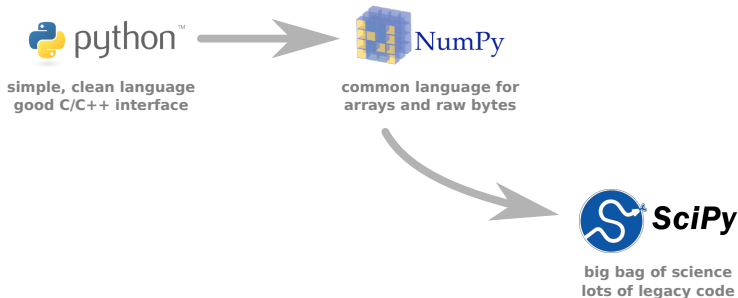 python™
simple, clean language
good C/C++ interface
NumPy
common language for
arrays and raw bytes
SciPy
big bag of science
lots of legacy code